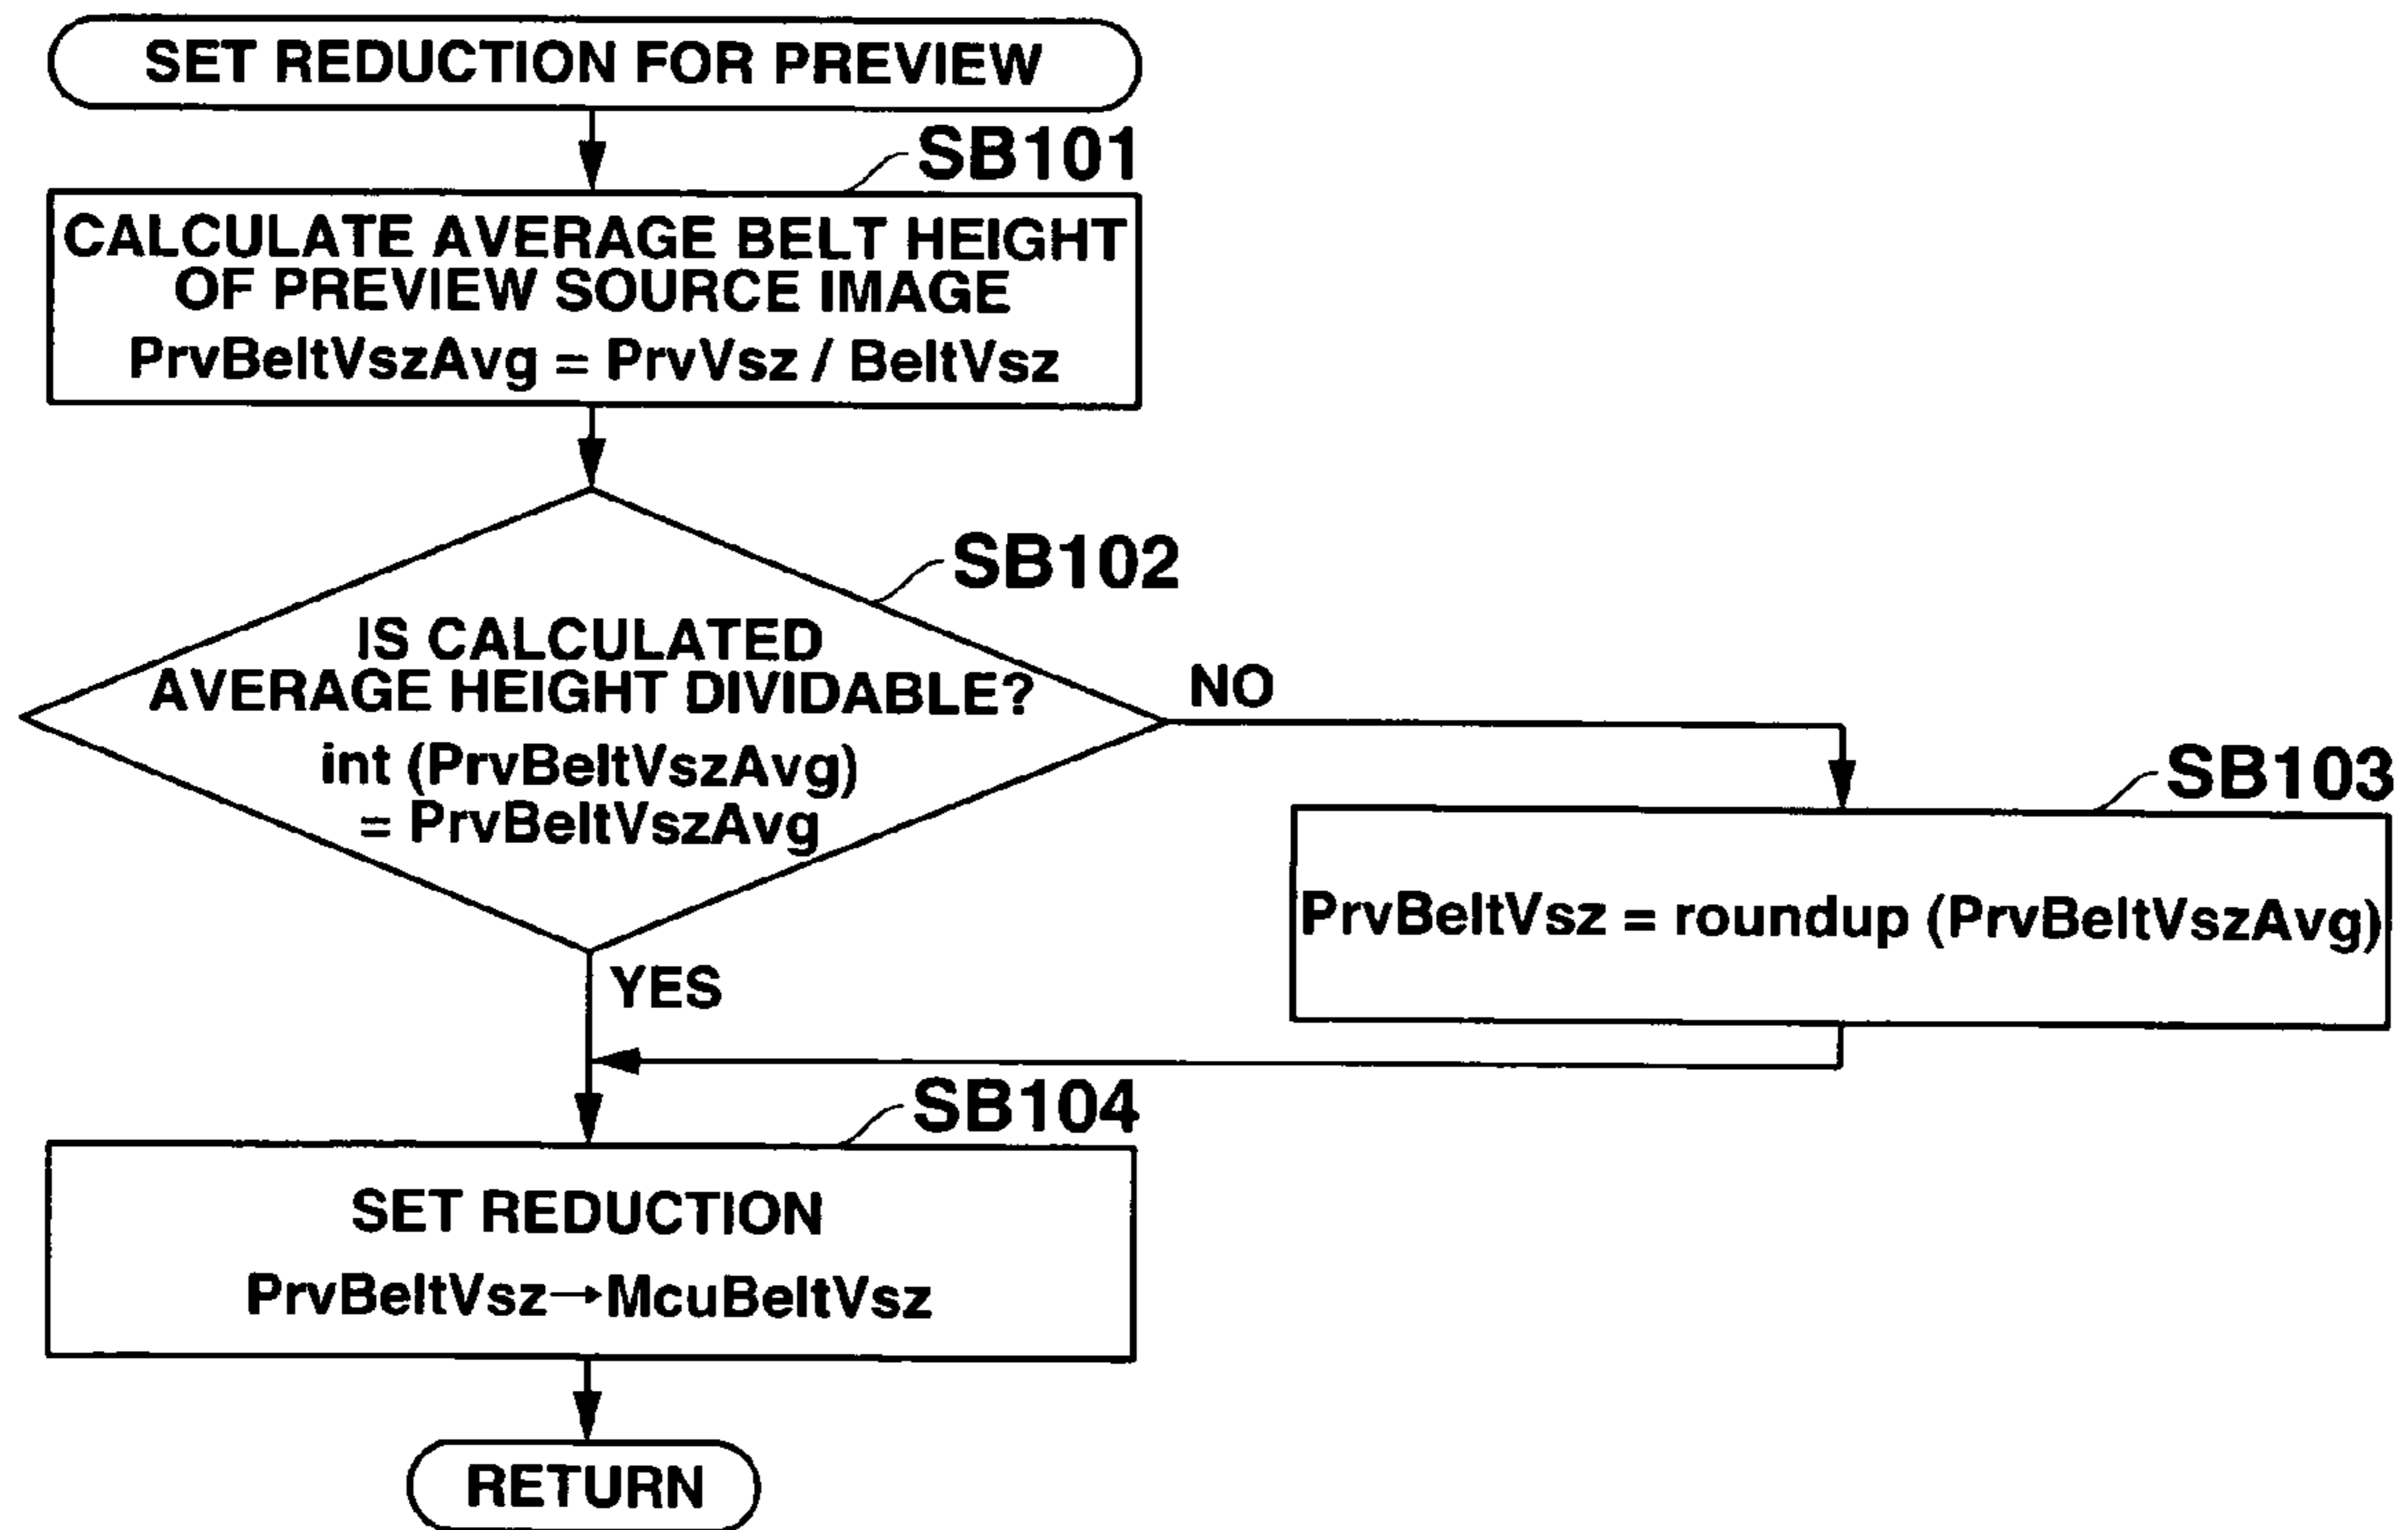 SET REDUCTION FOR PREVIEW
SB101
CALCULATE AVERAGE BELT HEIGHT
OF PREVIEW SOURCE IMAGE
PrvBeltVszAvg = PrvVsz / BeltVsz
SB102
IS CALCULATED
AVERAGE HEIGHT DIVIDABLE?
int (PrvBeltVszAvg)
= PrvBeltVszAvg
NO
SB103
PrvBeltVsz = roundup (PrvBeltVszAvg)
YES
SB104
SET REDUCTION
PrvBeltVsz→McuBeltVsz
RETURN